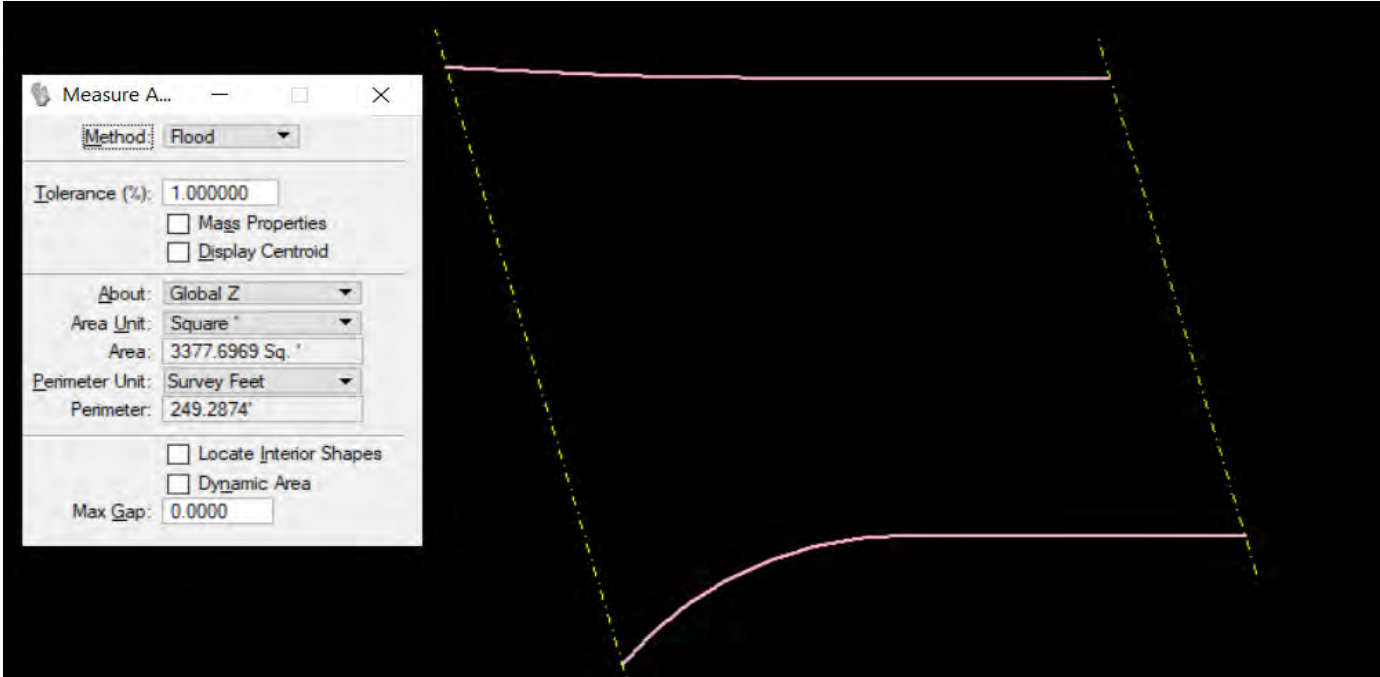 Measure A...
Method: Flood
Tolerance (%): 1.000000
Mass Properties
Display Centroid
About: Global Z
Area Unit: Square '
Area: 3377.6969 Sq. '
Perimeter Unit: Survey Feet
Perimeter: 249.2874'
Locate Interior Shapes
Dynamic Area
Max Gap: 0.0000